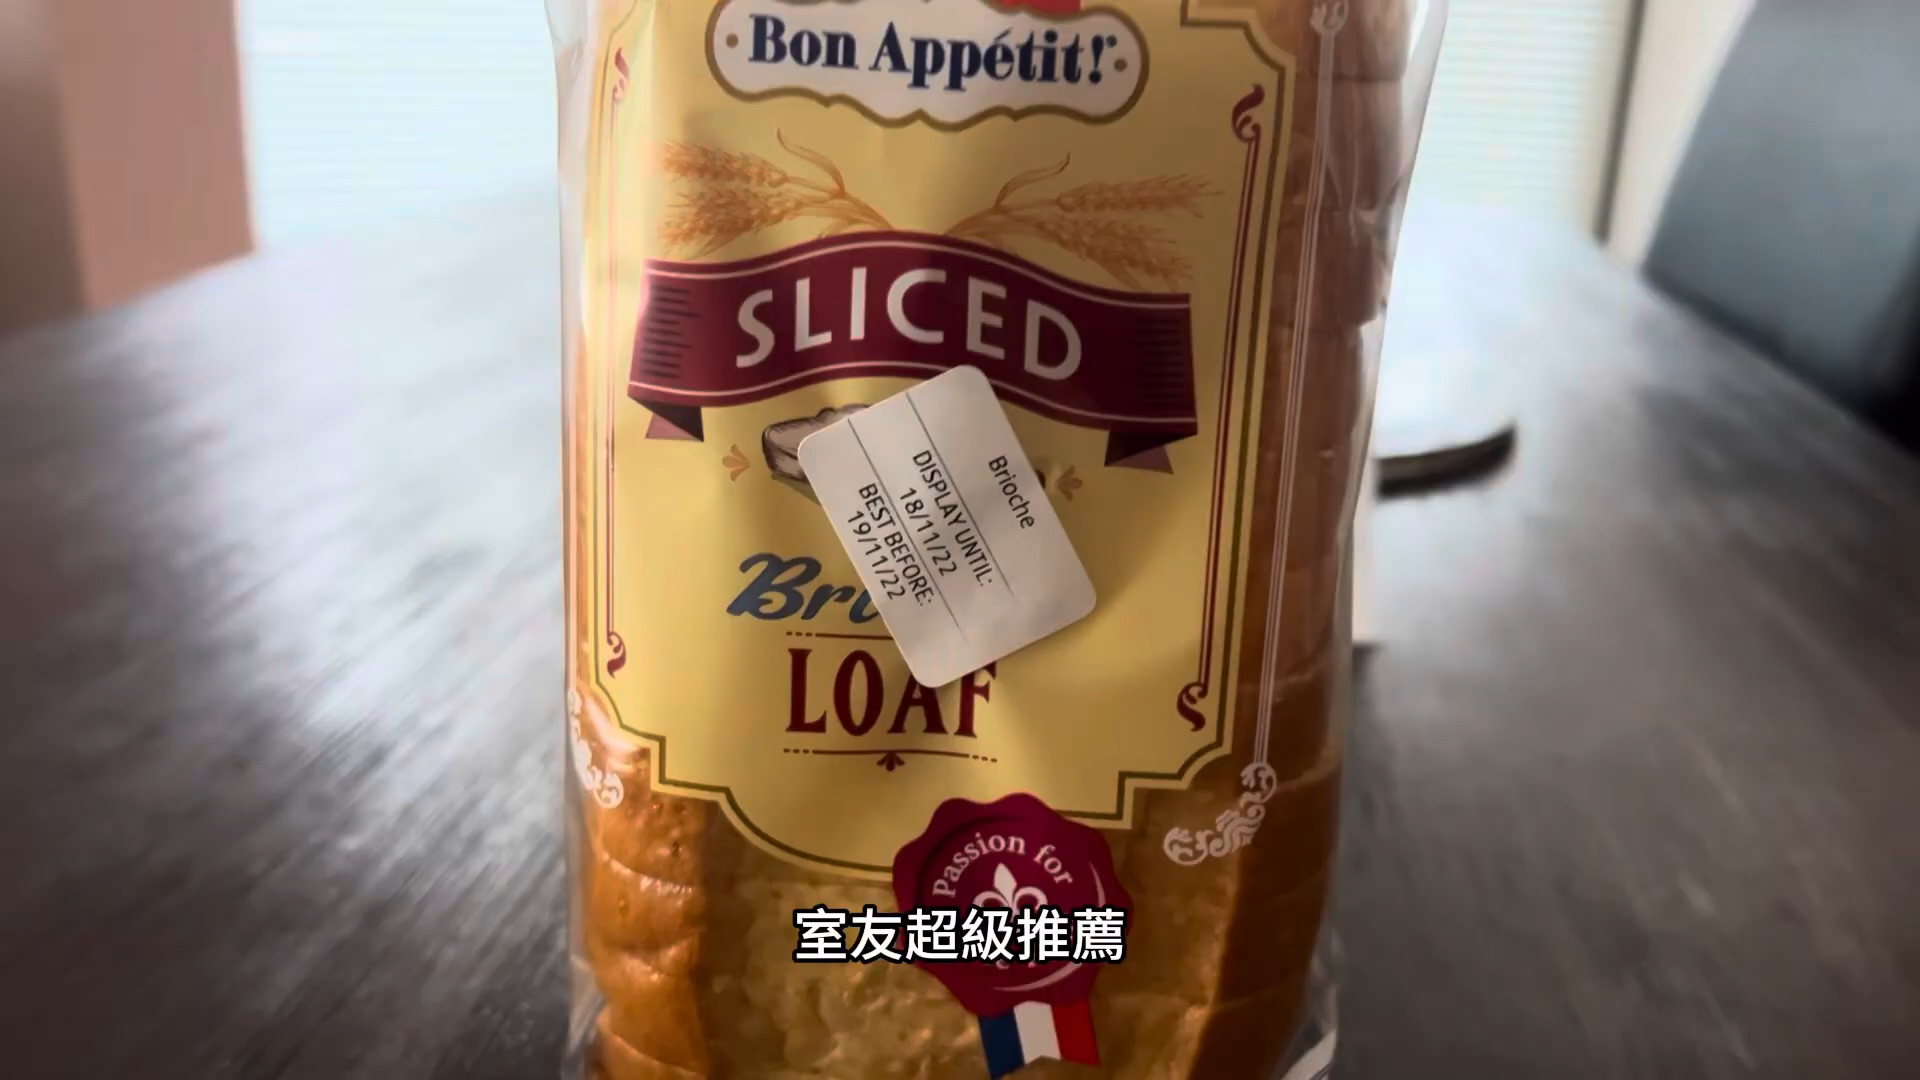 Bon Appétit!
SLICED
Brioche
DISPLAY UNTIL:
18/11/22
BEST BEFORE:
19/11/22
LOAF
Passion for
室友超級推薦